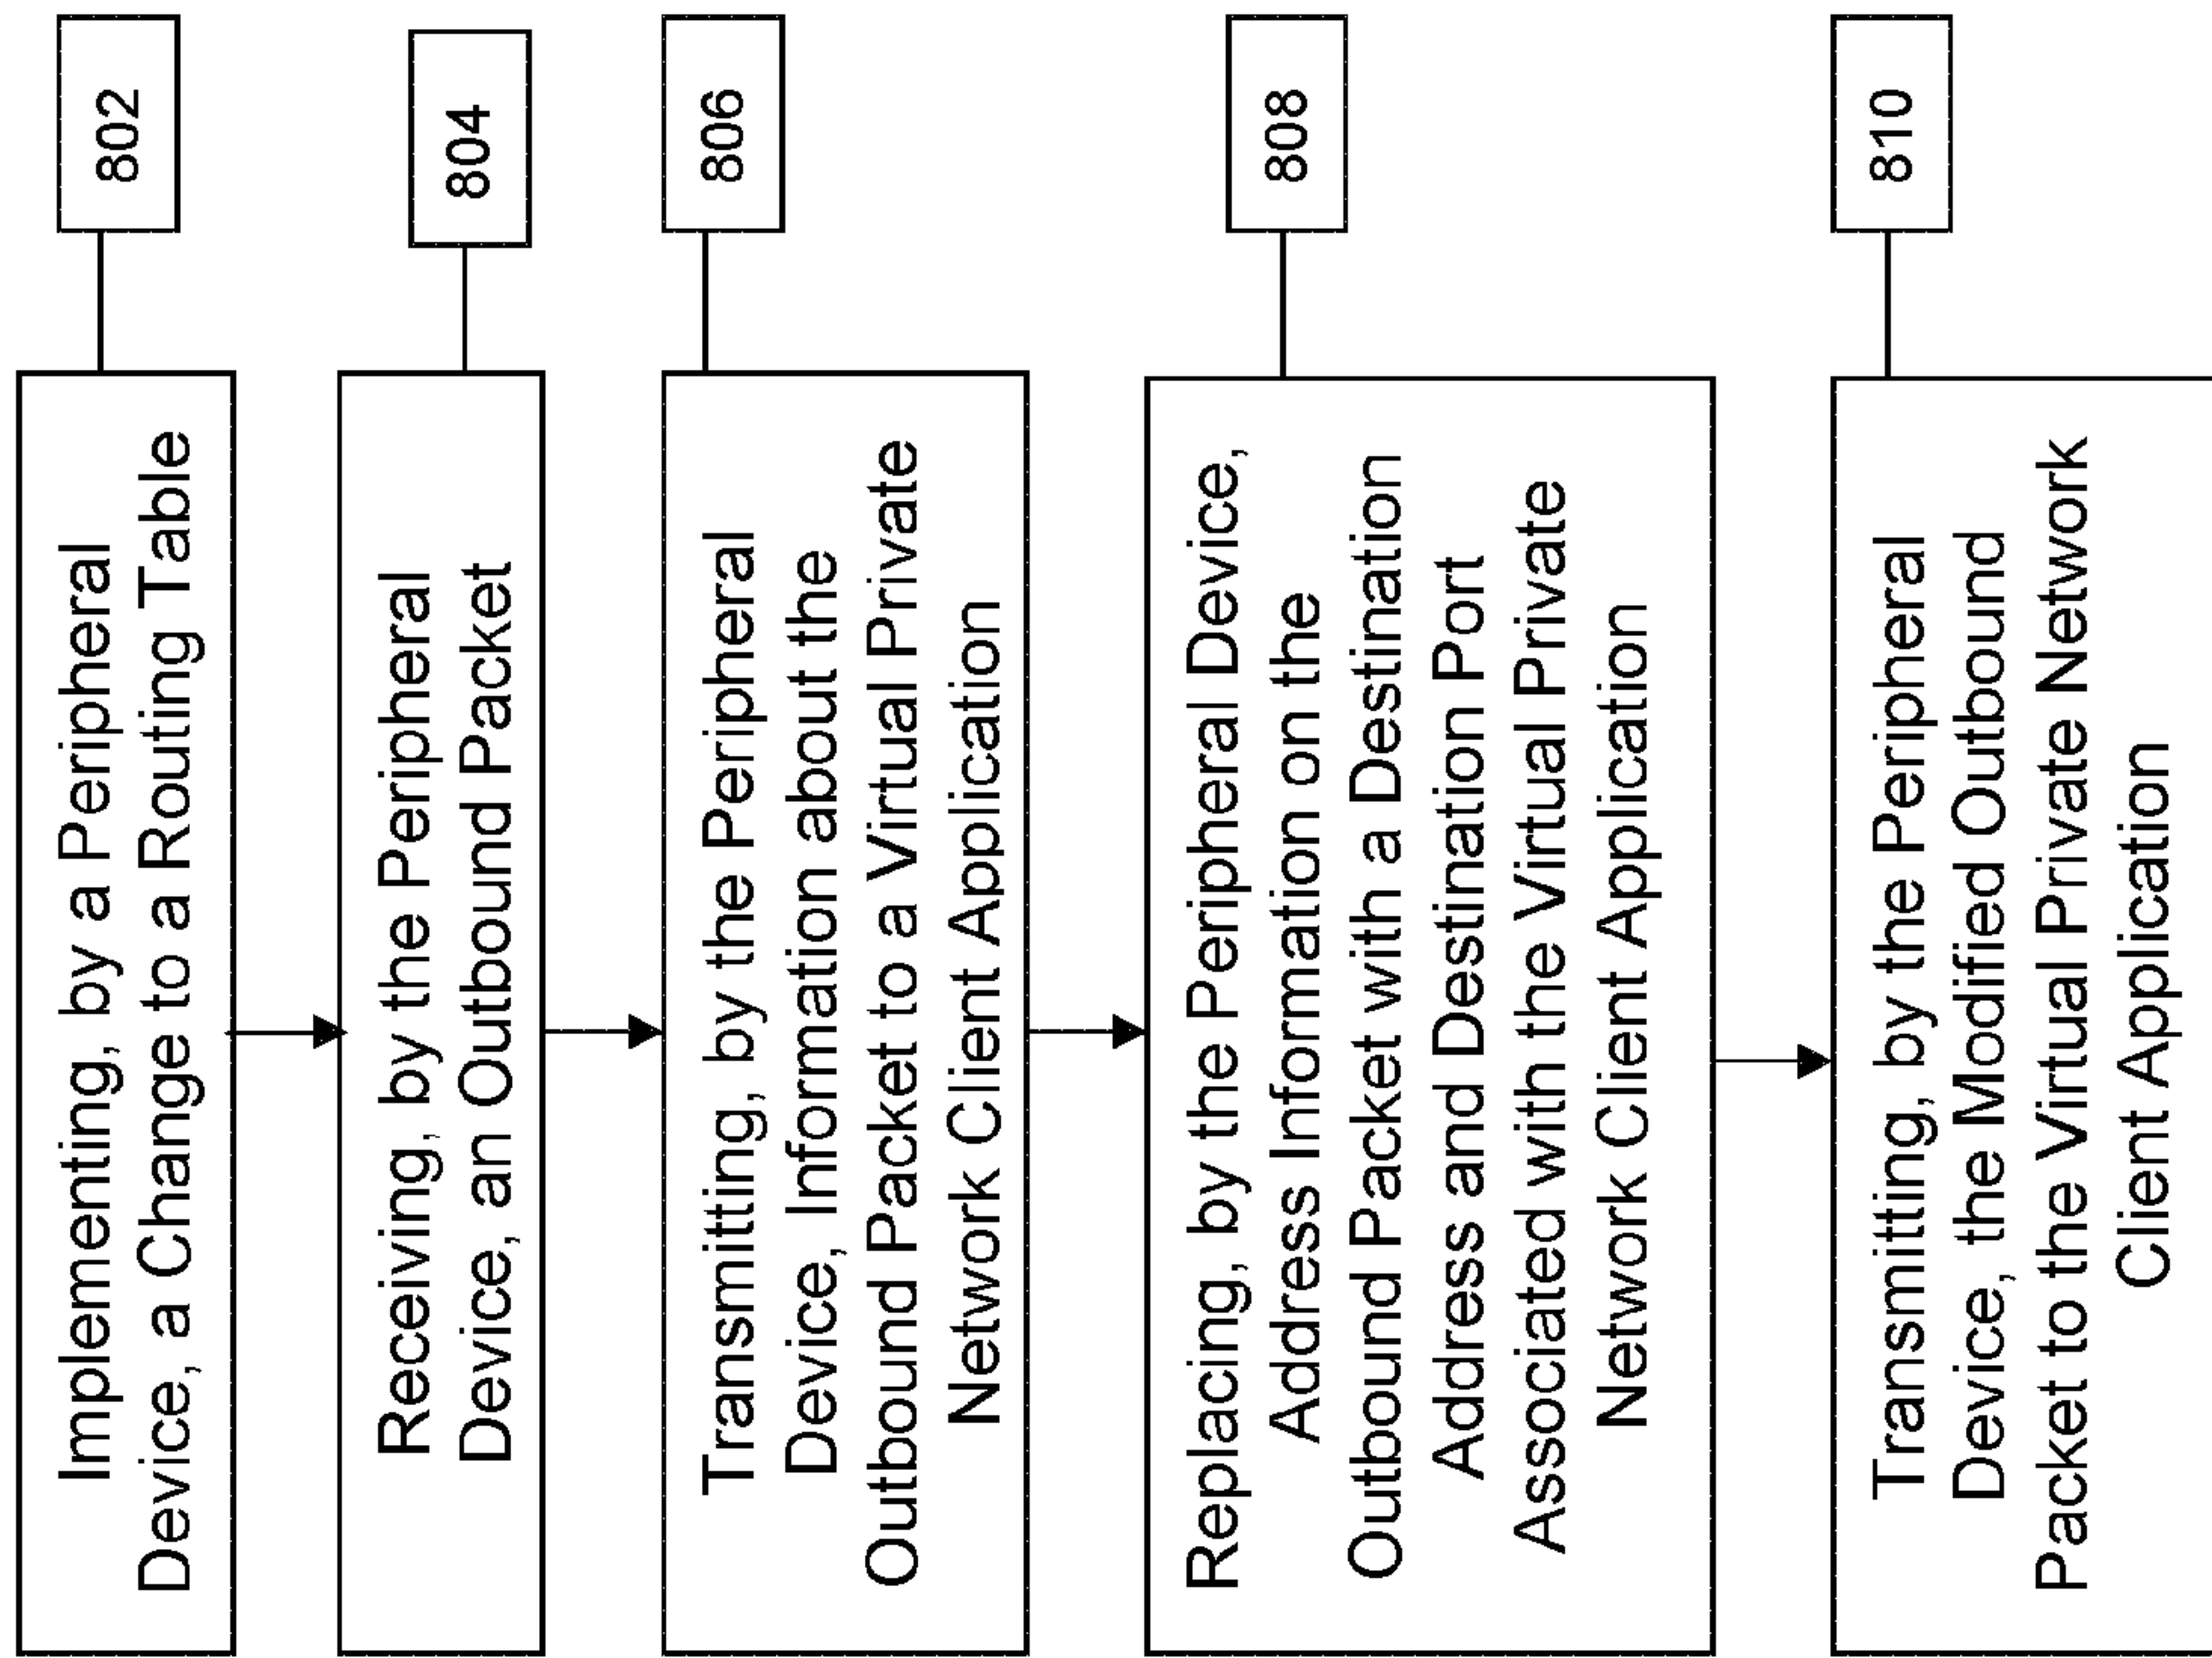 Implementing, by a Peripheral
Device, a Change to a Routing Table
802
Receiving, by the Peripheral
Device, an Outbound Packet
804
Transmitting, by the Peripheral
Device, Information about the
Outbound Packet to a Virtual Private
Network Client Application
806
Replacing, by the Peripheral Device,
Address Information on the
Outbound Packet with a Destination
Address and Destination Port
Associated with the Virtual Private
Network Client Application
808
Transmitting, by the Peripheral
Device, the Modified Outbound
Packet to the Virtual Private Network
Client Application
810